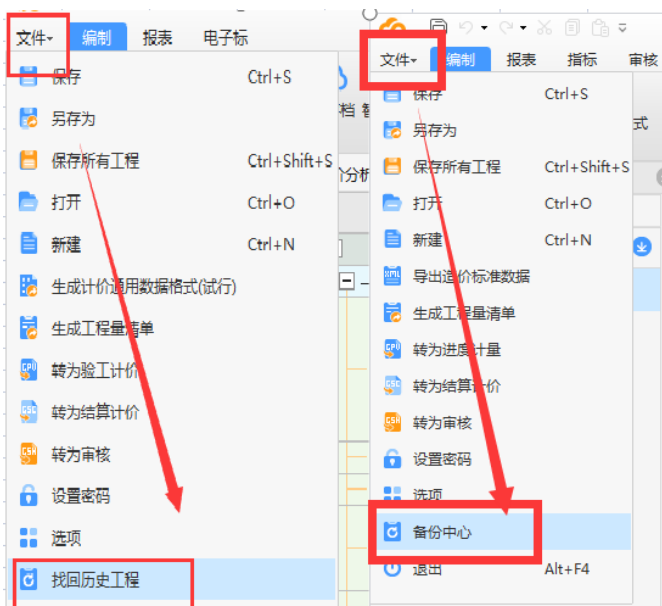 文件 编制 报表 电子标
保存 Ctrl+S
另存为
保存所有工程 Ctrl+Shift+S
打开 Ctrl+O
新建 Ctrl+N
生成计价通用数据格式(试行)
生成工程量清单
转为验工计价
转为结算计价
转为审核
设置密码
选项
找回历史工程
档
价分析
文件 编制 报表 指标 审核
保存 Ctrl+S
另存为
保存所有工程 Ctrl+Shift+S
打开 Ctrl+O
新建 Ctrl+N
导出造价标准数据
生成工程量清单
转为进度计量
转为结算计价
转为审核
设置密码
选项
备份中心
退出 Alt+F4
式